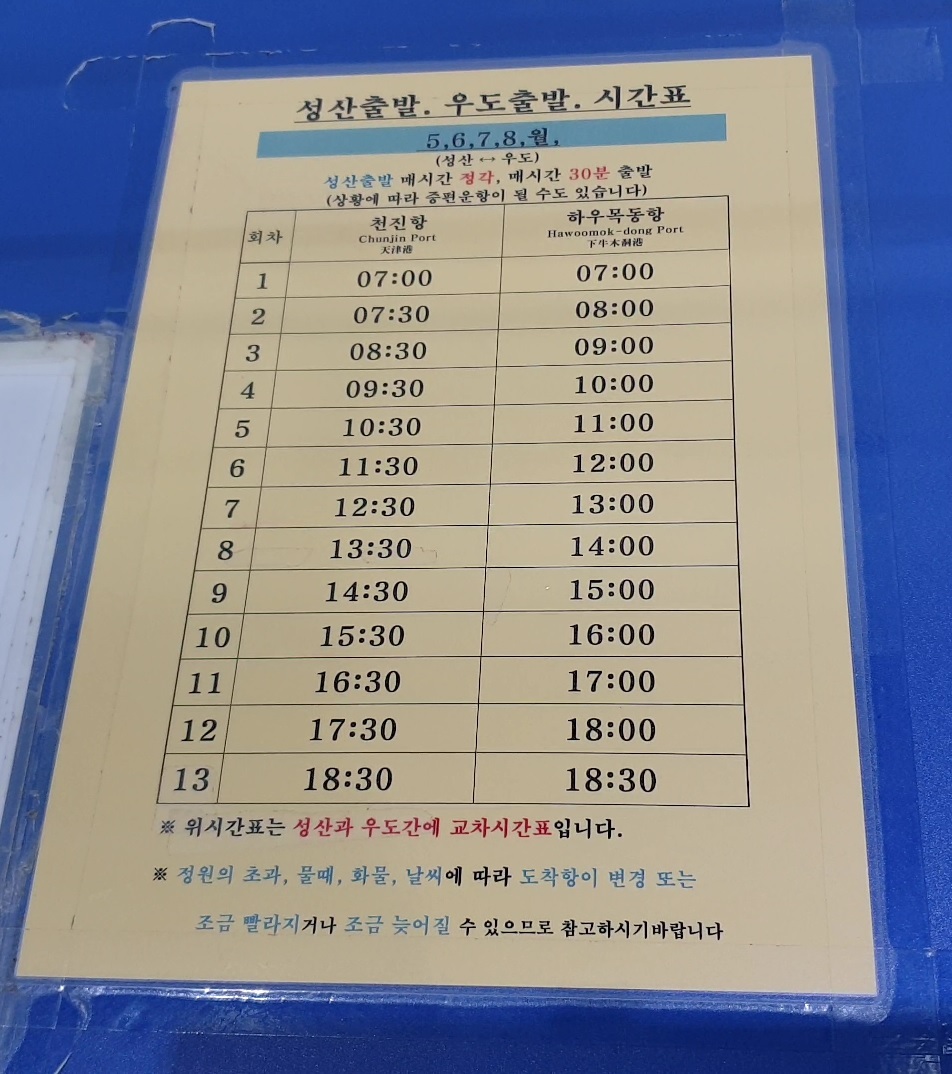 성산출발. 우도출발. 시간표
5,6,7,8,월,
(성산 ↔ 우도)
성산출발 매시간 정각, 매시간 30분 출발
(상황에 따라 증편운항이 될 수도 있습니다)
회차 천진항 하우목동항
Chunjin Port Hawoomok-dong Port
天津港 下牛木洞港
1 07:00 07:00
2 07:30 08:00
3 08:30 09:00
4 09:30 10:00
5 10:30 11:00
6 11:30 12:00
7 12:30 13:00
8 13:30 14:00
9 14:30 15:00
10 15:30 16:00
11 16:30 17:00
12 17:30 18:00
13 18:30 18:30
※ 위시간표는 성산과 우도간에 교차시간표입니다.
※ 정원의 초과, 물때, 화물, 날씨에 따라 도착항이 변경 또는
조금 빨라지거나 조금 늦어질 수 있으므로 참고하시기바랍니다